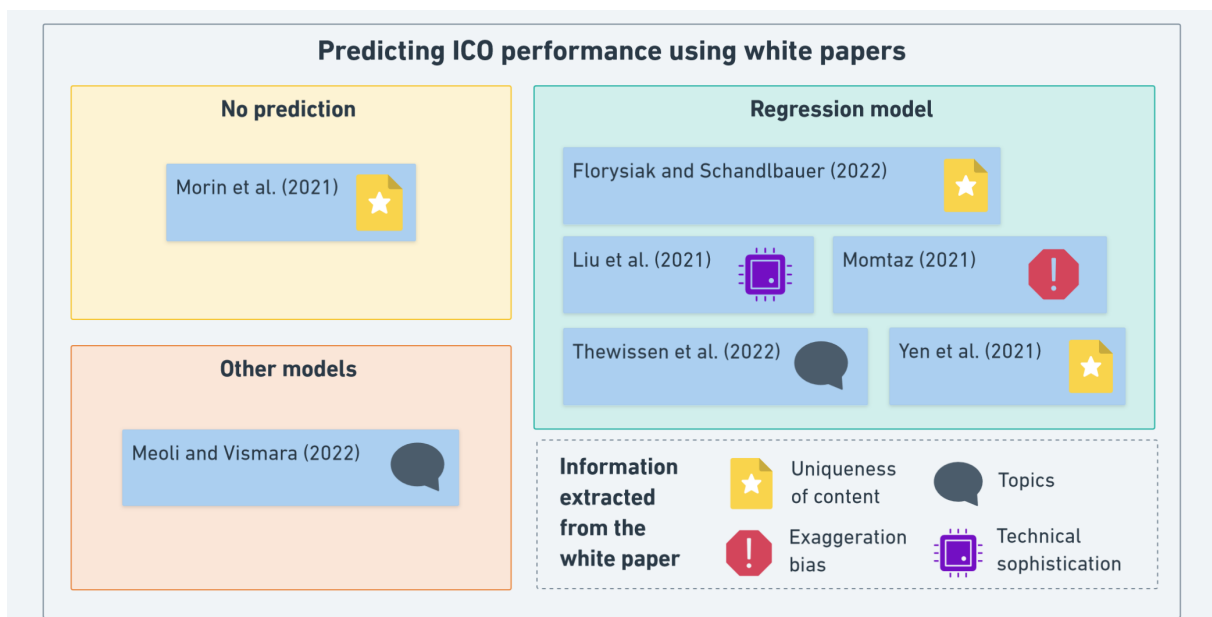 Predicting ICO performance using white papers
No prediction
Morin et al. (2021)
Regression model
Florysiak and Schandlbauer (2022)
Liu et al. (2021)
Momtaz (2021)
Thewissen et al. (2022)
Yen et al. (2021)
Other models
Meoli and Vismara (2022)
Information
extracted
from the
white paper
Uniqueness
of content
Topics
Exaggeration
bias
Technical
sophistication